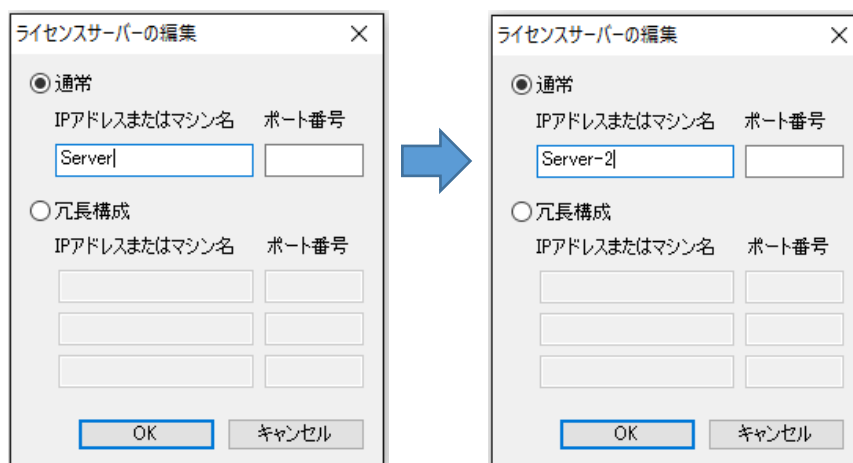 ライセンスサーバーの編集
通常
IPアドレスまたはマシン名 ポート番号
Server
冗長構成
IPアドレスまたはマシン名 ポート番号
OK キャンセル
ライセンスサーバーの編集
通常
IPアドレスまたはマシン名 ポート番号
Server-2
冗長構成
IPアドレスまたはマシン名 ポート番号
OK キャンセル